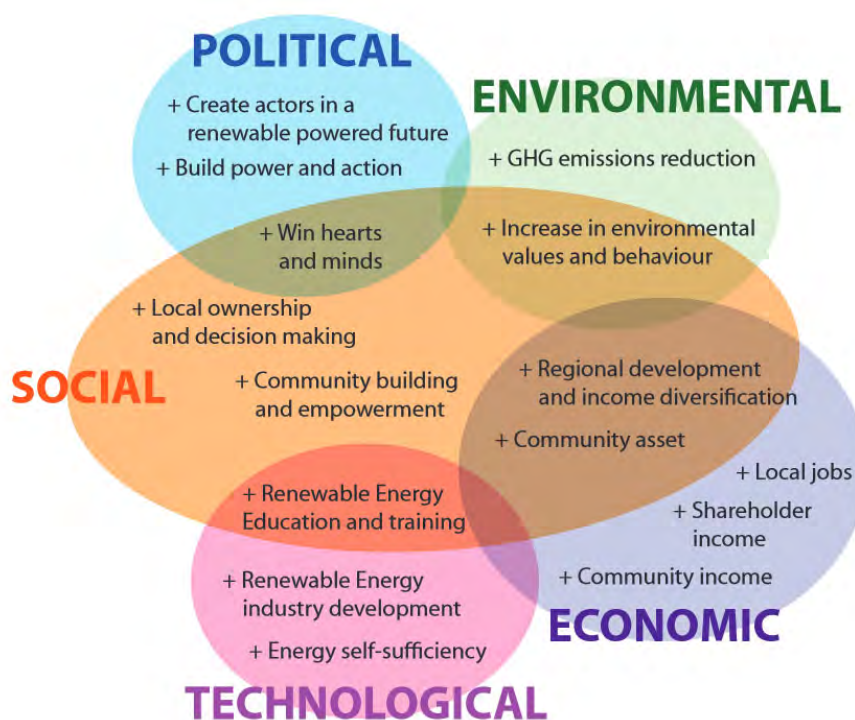 POLITICAL
+ Create actors in a
renewable powered future
+ Build power and action
ENVIRONMENTAL
+ GHG emissions reduction
+ Win hearts
and minds
+ Increase in environmental
values and behaviour
+ Local ownership
and decision making
SOCIAL
+ Community building
and empowerment
+ Regional development
and income diversification
+ Community asset
+ Local jobs
+ Shareholder
income
+ Community income
ECONOMIC
+ Renewable Energy
Education and training
+ Renewable Energy
industry development
+ Energy self-sufficiency
TECHNOLOGICAL